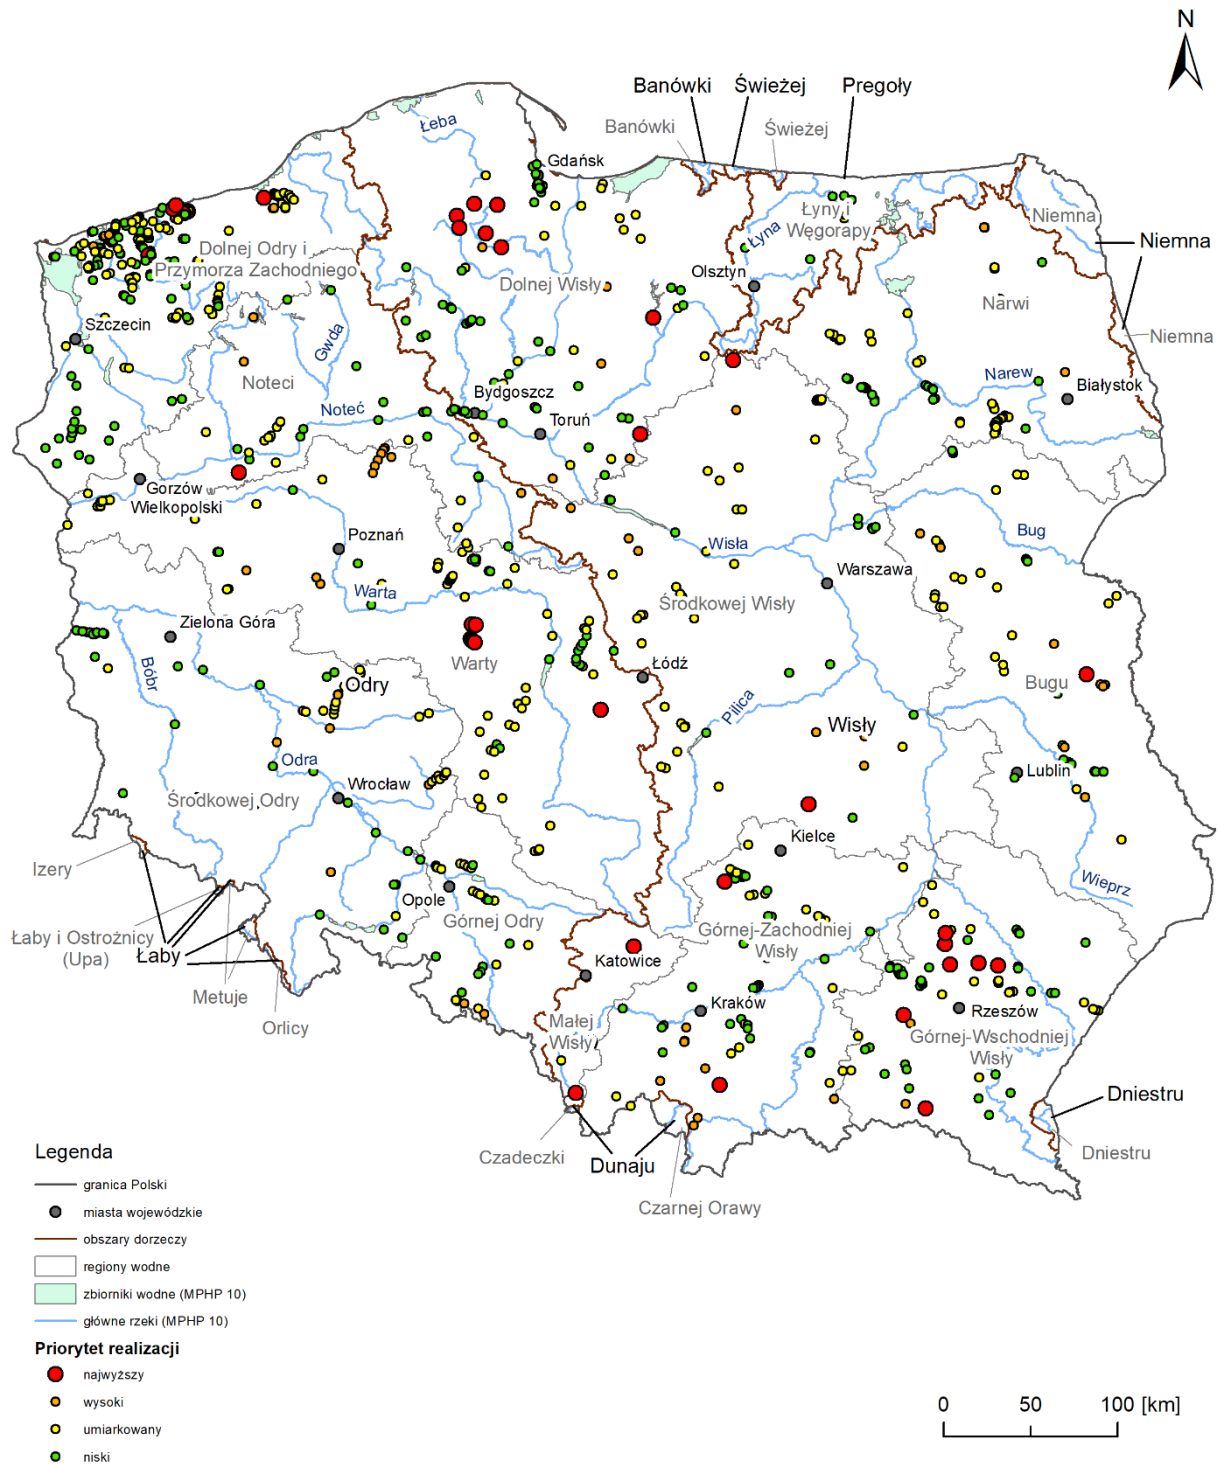 N
Banówki
Świeżej
Pregoły
Banówki
Świeżej
Łeba
Gdańsk
Łyny i
Węgorapy
Niemna
Niemna
Łyna
Dolnej Odry i
Przymorza Zachodniego
Olsztyn
Dolnej Wisły
Narwi
Szczecin
Gwda
Niemna
Noteci
Narew
Białystok
Bydgoszcz
Noteć
Toruń
Gorzów
Wielkopolski
Poznań
Wisła
Bug
Warszawa
Warta
Środkowej Wisły
Zielona Góra
Warty
Łódź
Bóbr
Odry
Bugu
Pilica
Wisły
Odra
Lublin
Wrocław
Środkowej Odry
Kielce
Izery
Wieprz
Opole
Górnej Odry
Górnej-Zachodniej
Wisły
Łaby i Ostrożnicy
(Upa)
Łaby
Katowice
Metuje
Kraków
Rzeszów
Orlicy
Małej
Wisły
Górnej-Wschodniej
Wisły
Dniestru
Czadeczki
Dunaju
Dniestru
Czarnej Orawy
Legenda
granica Polski
miasta wojewódzkie
obszary dorzeczy
regiony wodne
zbiorniki wodne (MPHP 10)
główne rzeki (MPHP 10)
Priorytet realizacji
najwyższy
wysoki
umiarkowany
niski
0 50 100 [km]